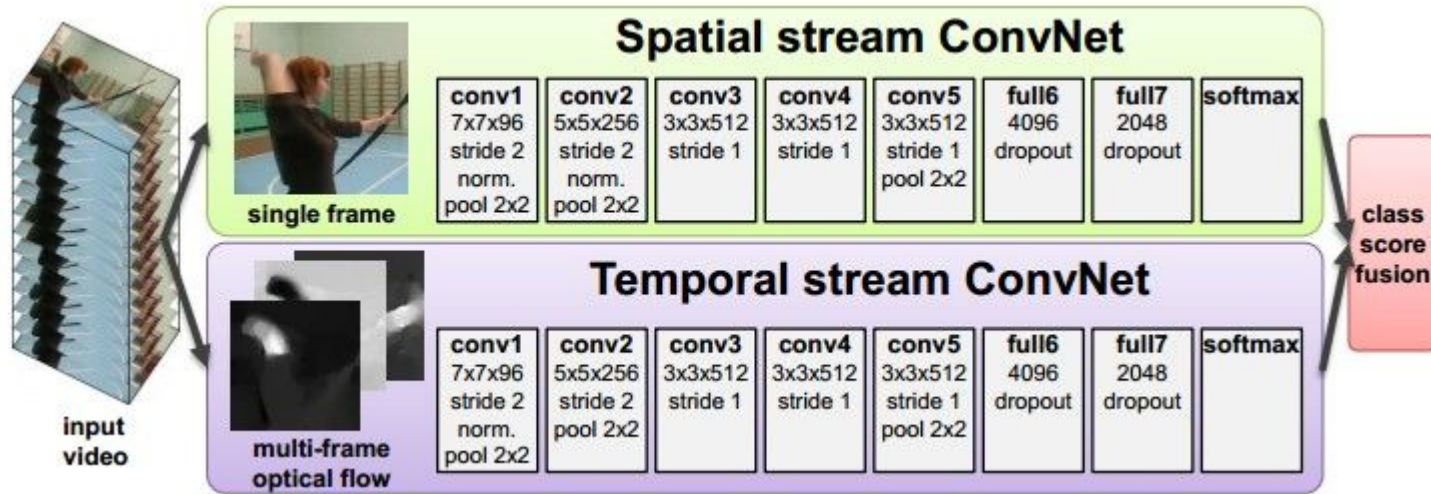 Spatial stream ConvNet
conv1
7x7x96
stride 2
norm.
pool 2x2
conv2
5x5x256
stride 2
norm.
pool 2x2
conv3
3x3x512
stride 1
conv4
3x3x512
stride 1
conv5
3x3x512
stride 1
pool 2x2
full6
4096
dropout
full7
2048
dropout
softmax
single frame
Temporal stream ConvNet
conv1
7x7x96
stride 2
norm.
pool 2x2
conv2
5x5x256
stride 2
pool 2x2
conv3
3x3x512
stride 1
conv4
3x3x512
stride 1
conv5
3x3x512
stride 1
pool 2x2
full6
4096
dropout
full7
2048
dropout
softmax
multi-frame
optical flow
input
video
class
score
fusion